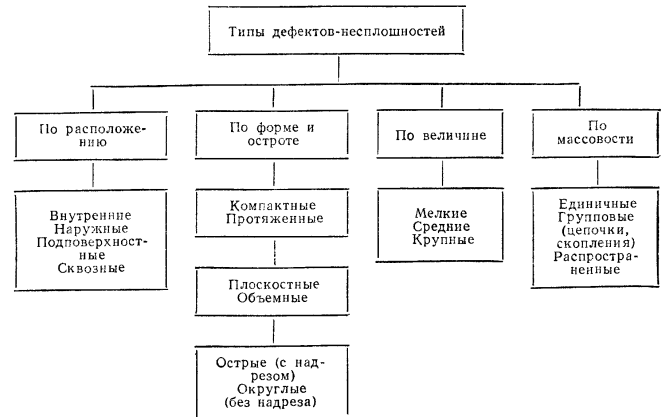 Типы дефектов-несплошностей
По расположе-
нию
По форме и
остроте
По величине
По
массовости
Внутренние
Наружные
Подповерхност-
ные
Сквозные
Компактные
Протяженные
Плоскостные
Объемные
Острые (с над-
резом)
Округлые
(без надреза)
Мелкие
Средние
Крупные
Единичные
Групповые
(цепочки,
скопления)
Распростра-
ненные